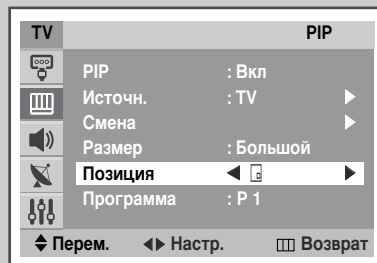 TV PIP
PIP : Вкл
Источн. : TV
Смена
Размер : Большой
Позиция
Программа : P 1
Перем. Настр. Возврат